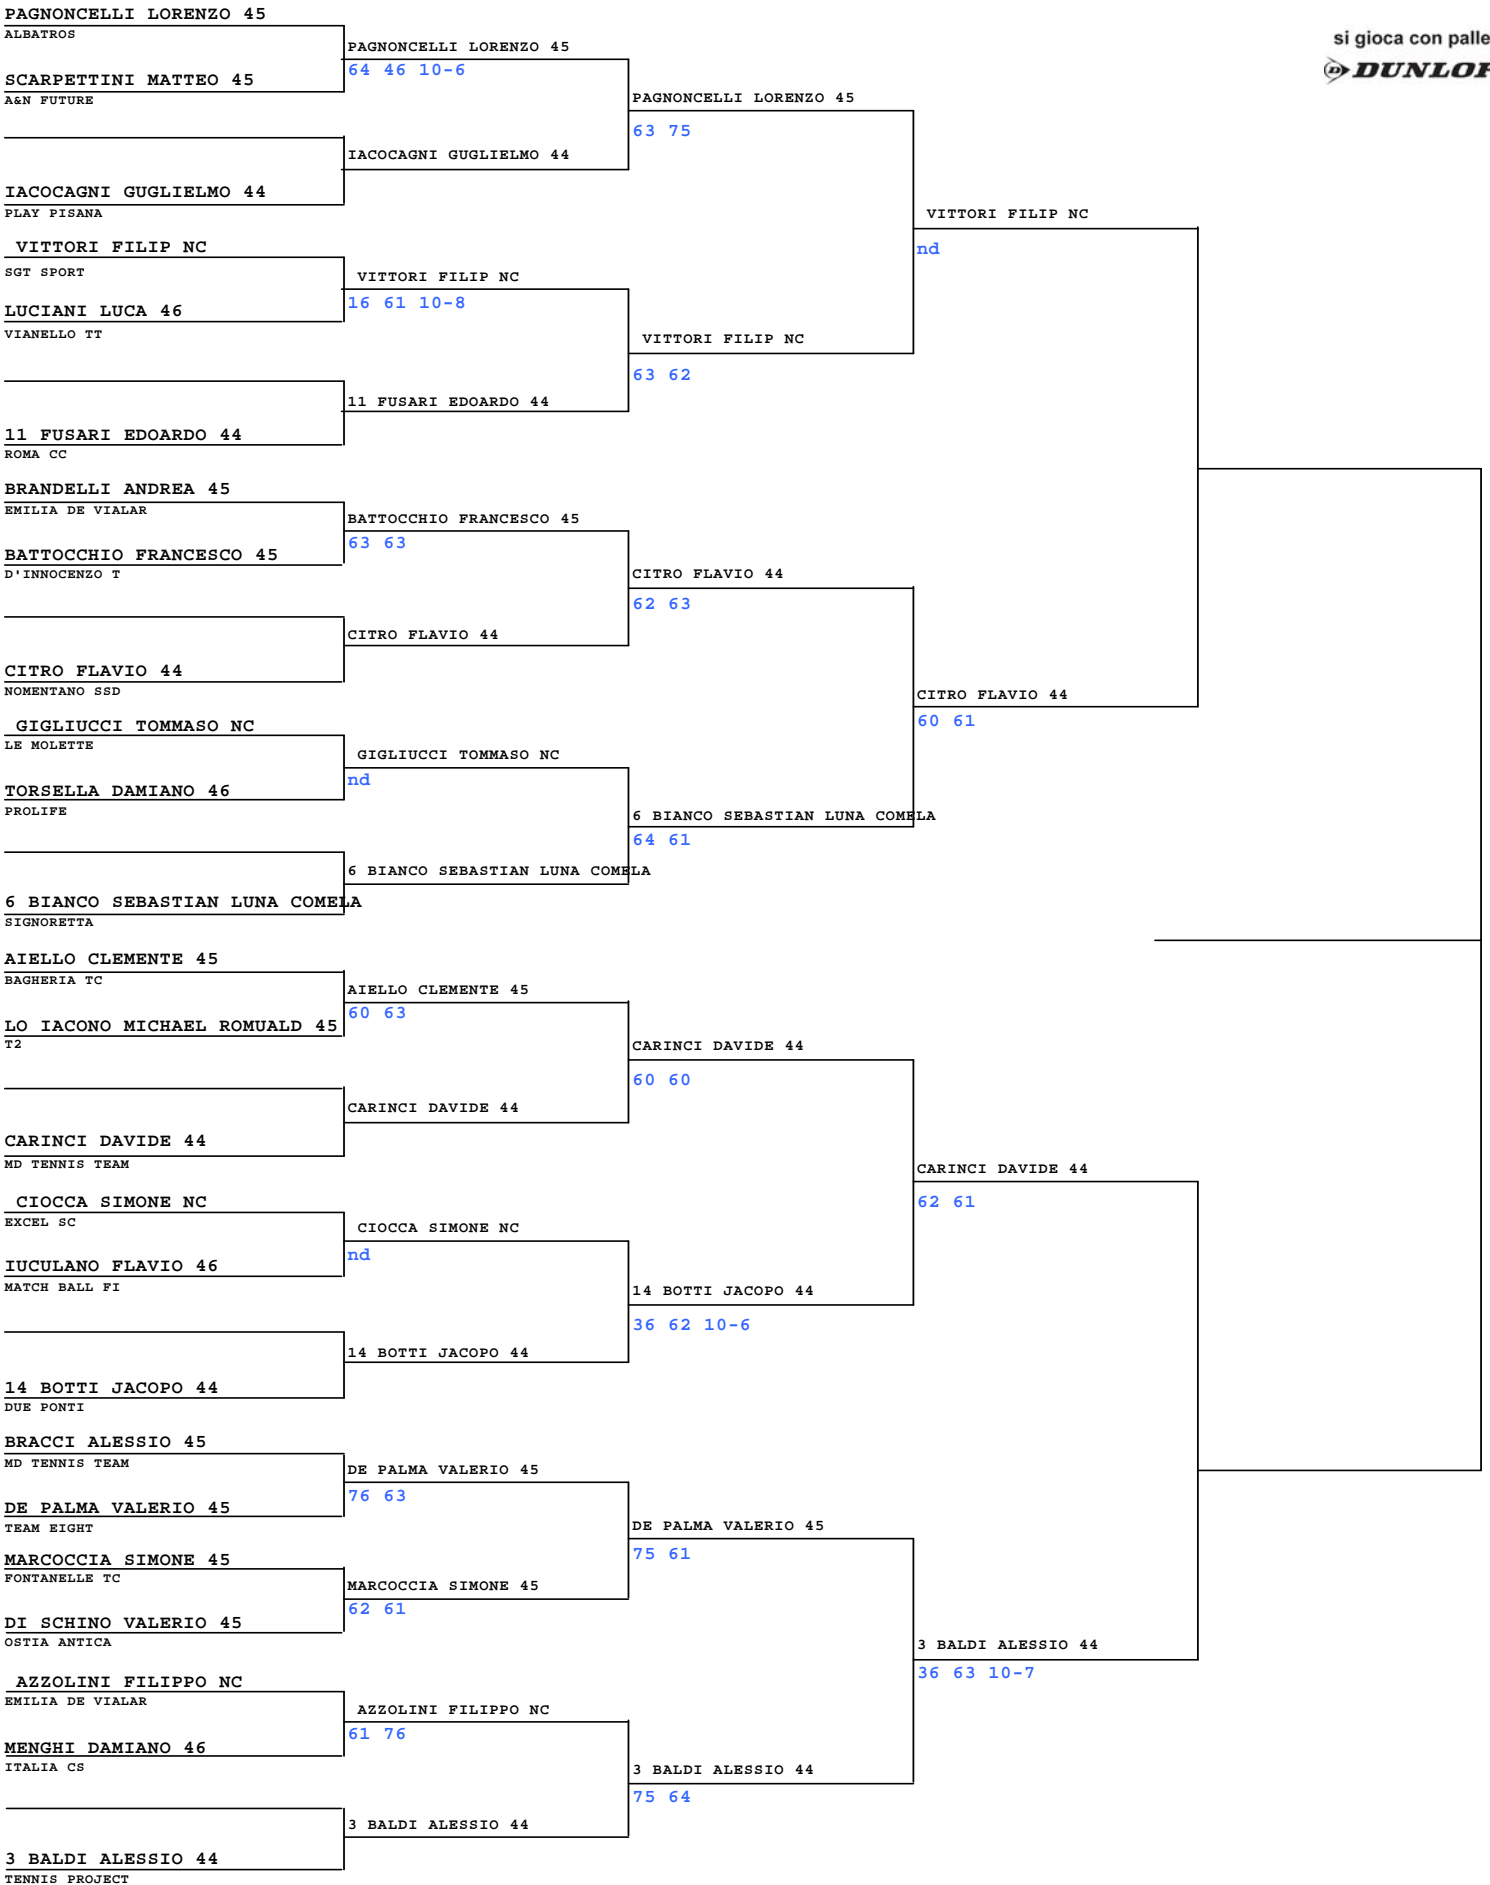 PAGNONCELLI LORENZO 45
ALBATROS
SCARPETTINI MATTEO 45
A&N FUTURE
IACOCAGNI GUGLIELMO 44
PLAY PISANA
VITTORI FILIP NC
SGT SPORT
LUCIANI LUCA 46
VIANELLO TT
11 FUSARI EDOARDO 44
ROMA CC
BRANDELLI ANDREA 45
EMILIA DE VIALAR
BATTOCCHIO FRANCESCO 45
D'INNOCENZO T
CITRO FLAVIO 44
NOMENTANO SSD
GIGLIUCCI TOMMASO NC
LE MOLETTE
TORSELLA DAMIANO 46
PROLIFE
6 BIANCO SEBASTIAN LUNA COMELA
SIGNORETTA
AIELLO CLEMENTE 45
BAGHERIA TC
LO IACONO MICHAEL ROMUALD 45
T2
CARINCI DAVIDE 44
MD TENNIS TEAM
CIOCCA SIMONE NC
EXCEL SC
IUCULANO FLAVIO 46
MATCH BALL FI
14 BOTTI JACOPO 44
DUE PONTI
BRACCI ALESSIO 45
MD TENNIS TEAM
DE PALMA VALERIO 45
TEAM EIGHT
MARCOCCIA SIMONE 45
FONTANELLE TC
DI SCHINO VALERIO 45
OSTIA ANTICA
AZZOLINI FILIPPO NC
EMILIA DE VIALAR
MENGHI DAMIANO 46
ITALIA CS
3 BALDI ALESSIO 44
TENNIS PROJECT
PAGNONCELLI LORENZO 45
64 46 10-6
IACOCAGNI GUGLIELMO 44
VITTORI FILIP NC
16 61 10-8
11 FUSARI EDOARDO 44
BATTOCCHIO FRANCESCO 45
63 63
CITRO FLAVIO 44
GIGLIUCCI TOMMASO NC
nd
6 BIANCO SEBASTIAN LUNA COMELA
AIELLO CLEMENTE 45
60 63
CARINCI DAVIDE 44
CIOCCA SIMONE NC
nd
14 BOTTI JACOPO 44
DE PALMA VALERIO 45
76 63
MARCOCCIA SIMONE 45
62 61
AZZOLINI FILIPPO NC
61 76
3 BALDI ALESSIO 44
PAGNONCELLI LORENZO 45
63 75
VITTORI FILIP NC
63 62
CITRO FLAVIO 44
62 63
6 BIANCO SEBASTIAN LUNA COMELA
64 61
CARINCI DAVIDE 44
60 60
14 BOTTI JACOPO 44
36 62 10-6
DE PALMA VALERIO 45
75 61
3 BALDI ALESSIO 44
75 64
VITTORI FILIP NC
nd
CITRO FLAVIO 44
60 61
CARINCI DAVIDE 44
62 61
3 BALDI ALESSIO 44
36 63 10-7
si gioca con palle
DUNLOP